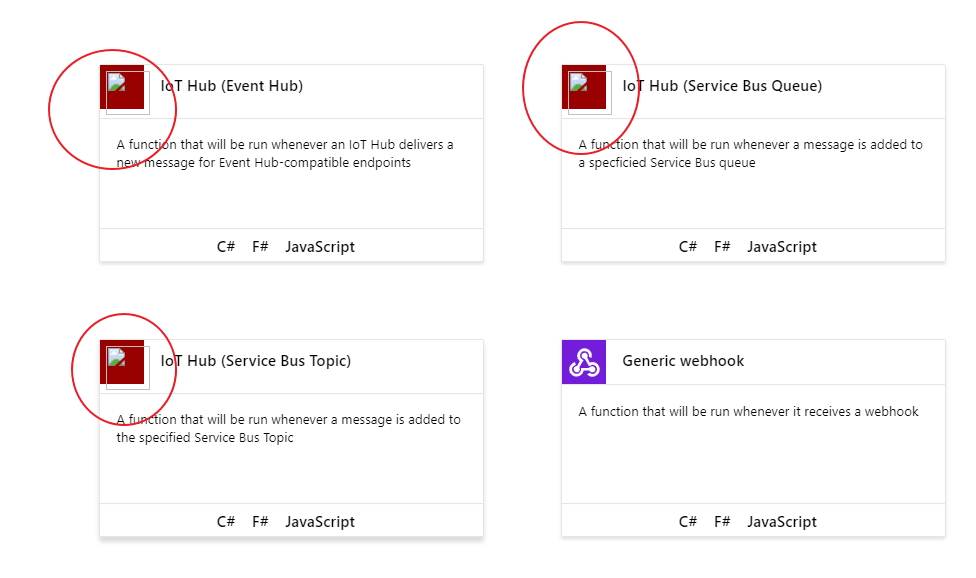 IoT Hub (Event Hub)
A function that will be run whenever an IoT Hub delivers a
new message for Event Hub-compatible endpoints
C# F# JavaScript
IoT Hub (Service Bus Queue)
A function that will be run whenever a message is added to
a specficied Service Bus queue
C# F# JavaScript
IoT Hub (Service Bus Topic)
A function that will be run whenever a message is added to
the specified Service Bus Topic
C# F# JavaScript
Generic webhook
A function that will be run whenever it receives a webhook
C# F# JavaScript